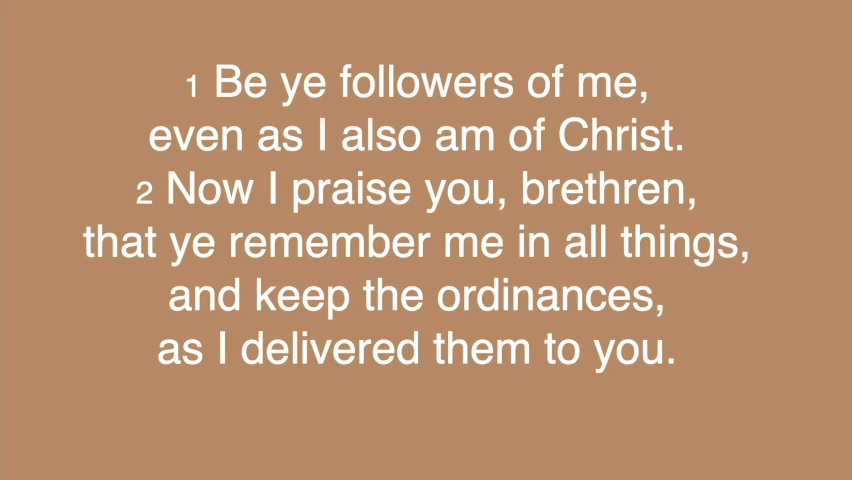 1 Be ye followers of me,
even as I also am of Christ.
2 Now I praise you, brethren,
that ye remember me in all things,
and keep the ordinances,
as I delivered them to you.